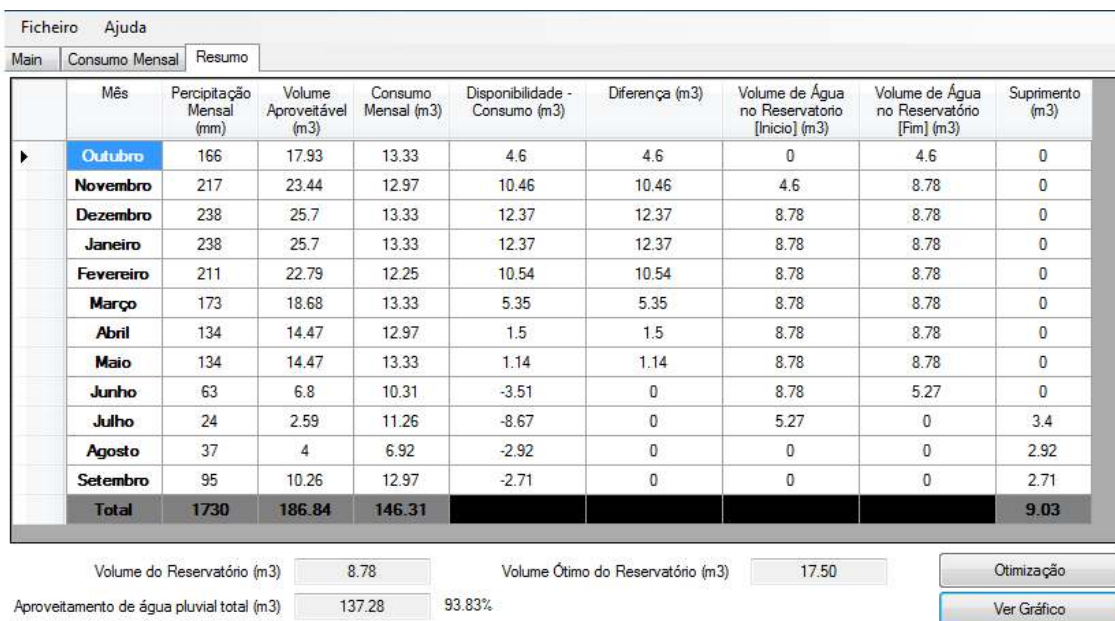 Ficheiro Ajuda
Main Consumo Mensal Resumo
Mês Percipitação Mensal (mm) Volume Aproveitável (m3) Consumo Mensal (m3) Disponibilidade - Consumo (m3) Diferença (m3) Volume de Água no Reservatorio [Inicio] (m3) Volume de Água no Reservatório [Fim] (m3) Suprimento (m3)
Outubro 166 17.93 13.33 4.6 4.6 0 4.6 0
Novembro 217 23.44 12.97 10.46 10.46 4.6 8.78 0
Dezembro 238 25.7 13.33 12.37 12.37 8.78 8.78 0
Janeiro 238 25.7 13.33 12.37 12.37 8.78 8.78 0
Fevereiro 211 22.79 12.25 10.54 10.54 8.78 8.78 0
Março 173 18.68 13.33 5.35 5.35 8.78 8.78 0
Abril 134 14.47 12.97 1.5 1.5 8.78 8.78 0
Maio 134 14.47 13.33 1.14 1.14 8.78 8.78 0
Junho 63 6.8 10.31 -3.51 0 8.78 5.27 0
Julho 24 2.59 11.26 -8.67 0 5.27 0 3.4
Agosto 37 4 6.92 -2.92 0 0 0 2.92
Setembro 95 10.26 12.97 -2.71 0 0 0 2.71
Total 1730 186.84 146.31 9.03
Volume do Reservatório (m3) 8.78 Volume Ótimo do Reservatório (m3) 17.50 Otimização
Aproveitamento de água pluvial total (m3) 137.28 93.83% Ver Gráfico